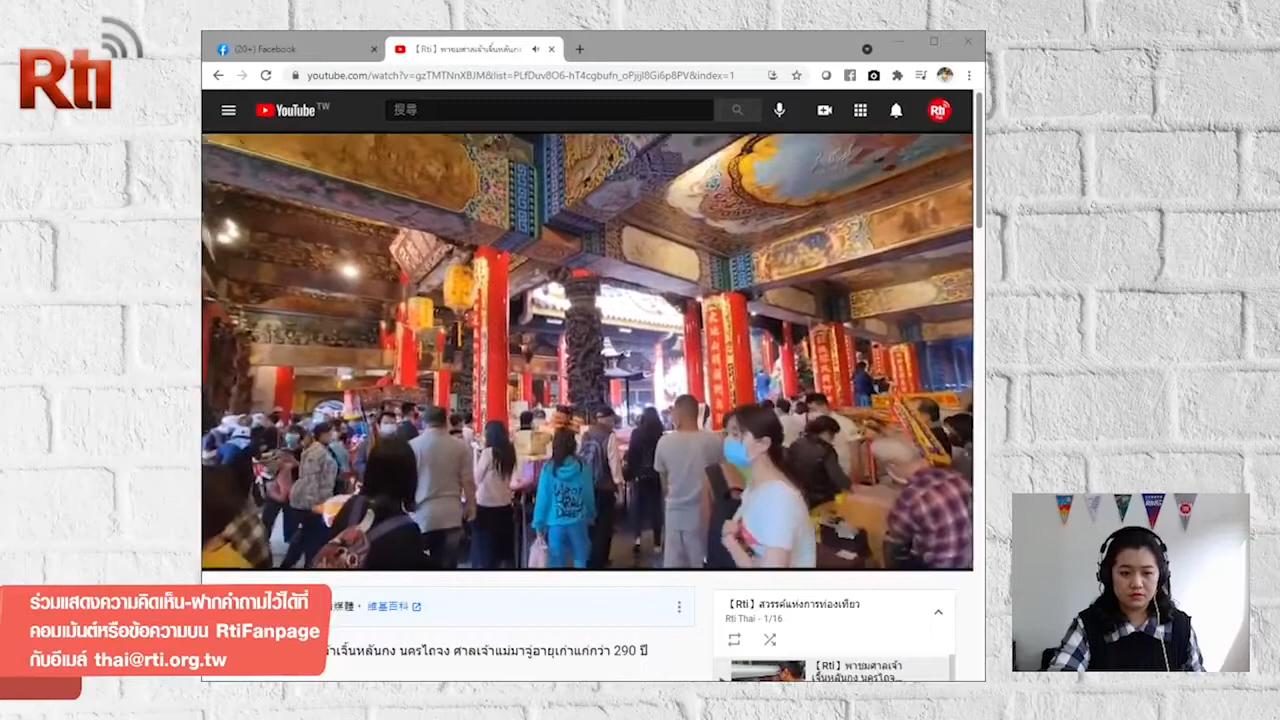 Rti
(20+) Facebook
【Rti】พาชมศาลเจ้าเจิ้นหลันกง
youtube.com/watch?v=gzTMTNnXBJM&list=PLfDuv8O6-hT4cgbufn_oPjijI8Gi6p8PV&index=1
YouTube TW
搜尋
Rti
ร่วมแสดงความคิดเห็น-ฝากคำถามไว้ได้ที่
คอมเม้นต์หรือข้อความบน RtiFanpage
กับอีเมล์ thai@rti.org.tw
媒體。 維基百科
เจ้าเจิ้นหลันกง นครไถจง ศาลเจ้าแม่มาจู่อายุเก่าแก่กว่า 290 ปี
【Rti】สวรรค์แห่งการท่องเที่ยว
Rti Thai - 1/16
【Rti】พาชมศาลเจ้า
เจิ้นหลันกง นครไถจ...